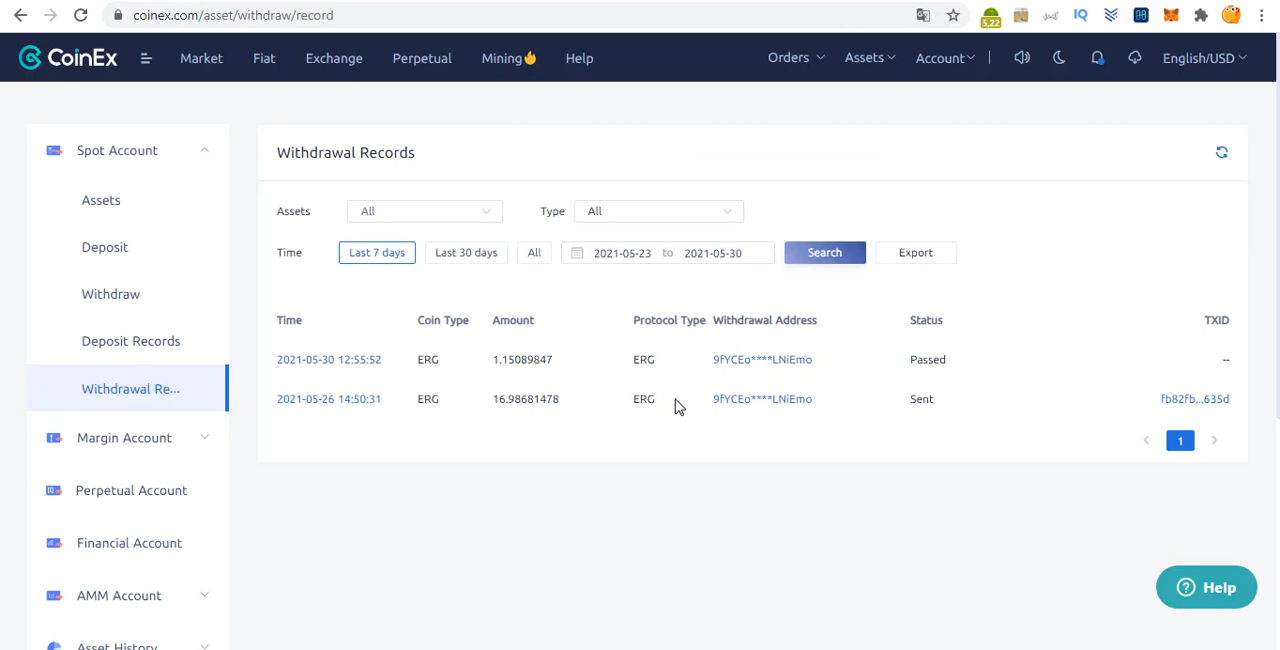 coinex.com/asset/withdraw/record
5,22
IQ
CoinEx Market Fiat Exchange Perpetual Mining Help Orders Assets Account English/USD
Spot Account
Assets
Deposit
Withdraw
Deposit Records
Withdrawal Re...
Margin Account
Perpetual Account
Financial Account
AMM Account
Asset History
Withdrawal Records
Assets All Type All
Time Last 7 days Last 30 days All 2021-05-23 to 2021-05-30 Search Export
Time Coin Type Amount Protocol Type Withdrawal Address Status TXID
2021-05-30 12:55:52 ERG 1.15089847 ERG 9fYCEo****LNiEmo Passed --
2021-05-26 14:50:31 ERG 16.98681478 ERG 9fYCEo****LNiEmo Sent fb82fb...635d
< 1 >
? Help